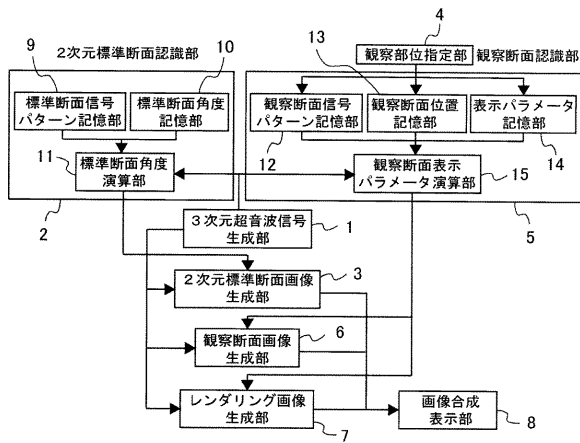 4
２次元標準断面認識部
観察部位指定部
観察断面認識部
9
10
13
標準断面信号
パターン記憶部
標準断面角度
記憶部
観察断面信号
パターン記憶部
観察断面位置
記憶部
表示パラメータ
記憶部
11
標準断面角度
演算部
12
観察断面表示
パラメータ演算部
14
15
2
３次元超音波信号
生成部
1
5
２次元標準断面画像
生成部
3
観察断面画像
生成部
6
レンダリング画像
生成部
7
画像合成
表示部
8